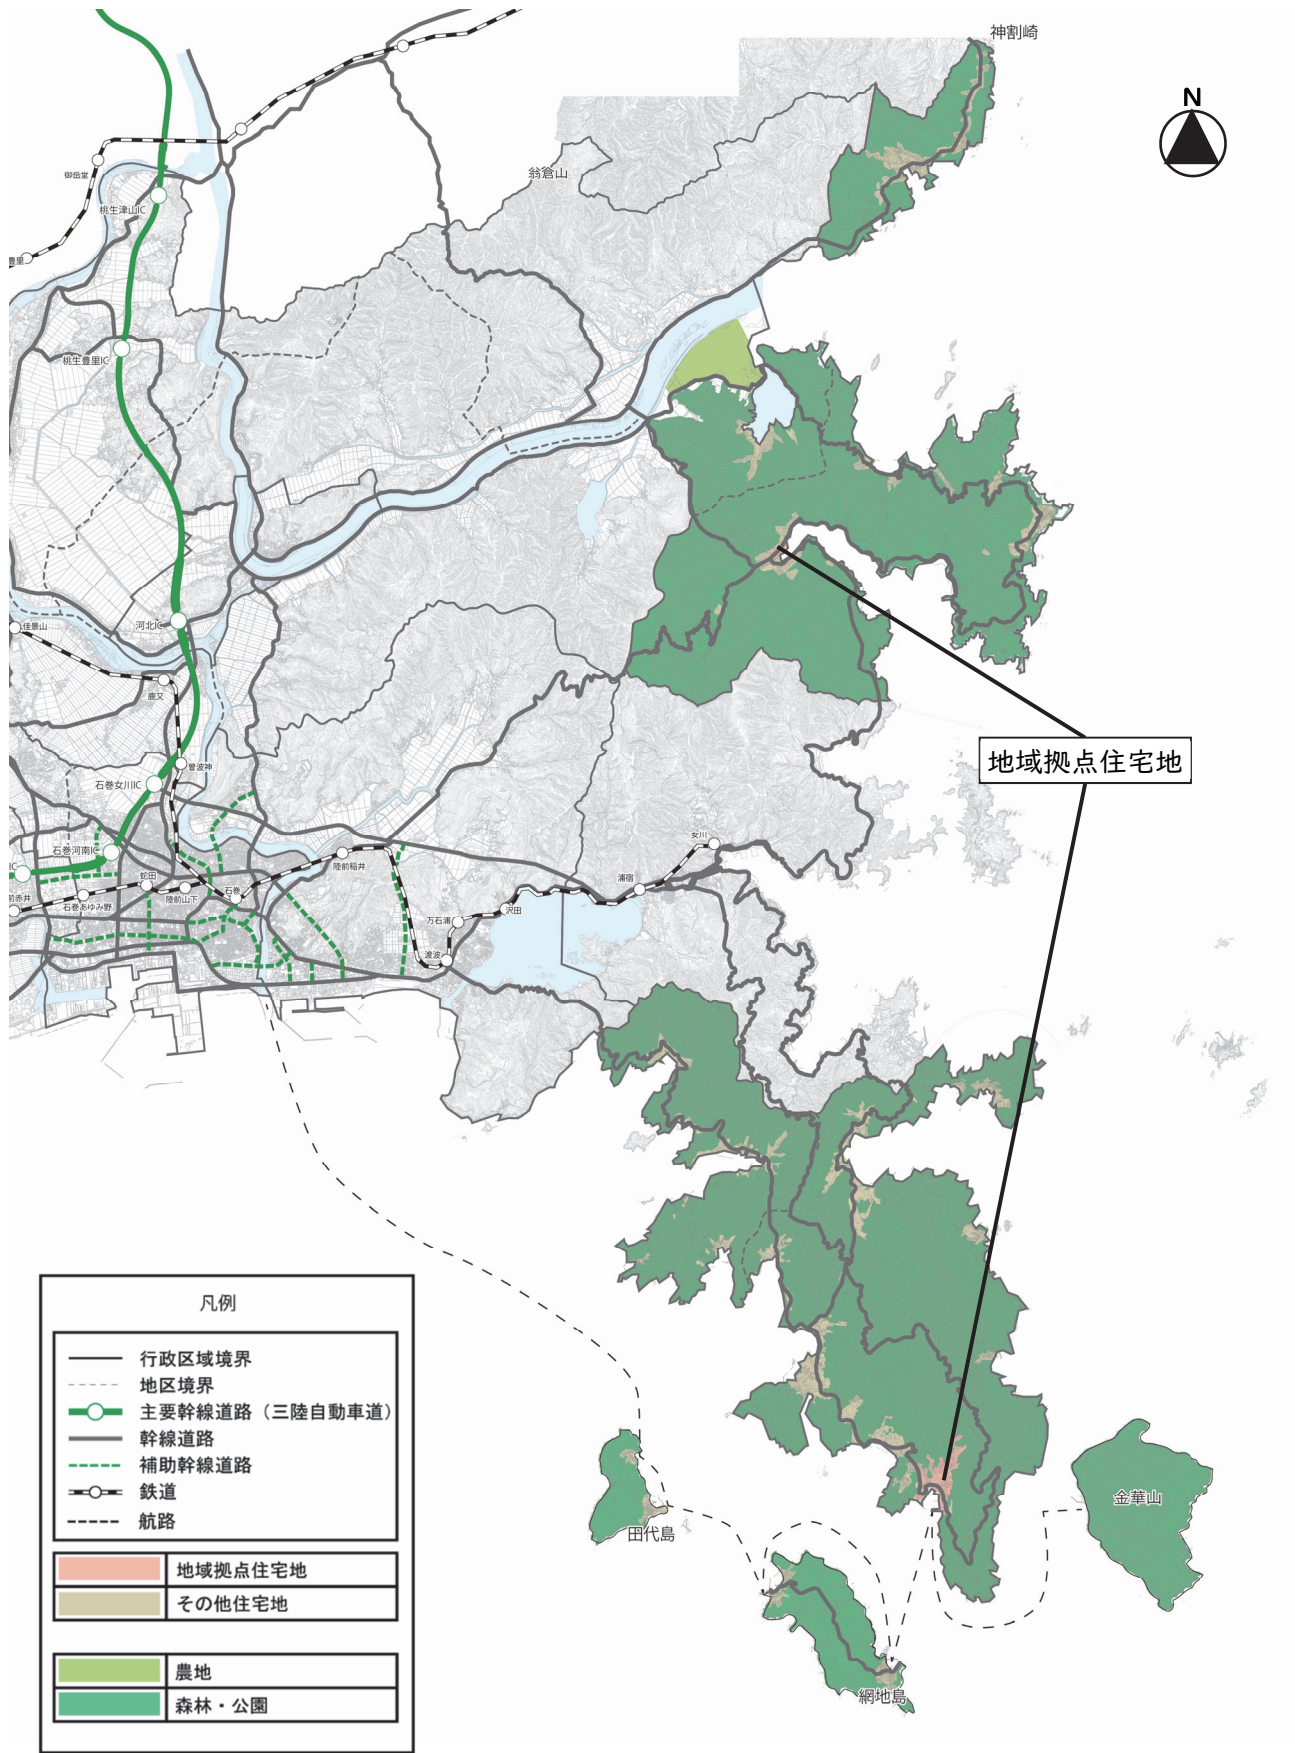 神割崎
N
翁倉山
御岳堂
桃生津山IC
豊里
桃生豊里IC
河北IC
佳景山
鹿又
曽波神
地域拠点住宅地
石巻女川IC
石巻河南IC
IC
女川
陸前稲井
蛇田
浦宿
石巻
陸前山下
前赤井
石巻あゆみ野
沢田
万石浦
渡波
凡例
行政区域境界
地区境界
主要幹線道路（三陸自動車道）
幹線道路
補助幹線道路
鉄道
航路
地域拠点住宅地
その他住宅地
農地
森林・公園
金華山
田代島
網地島